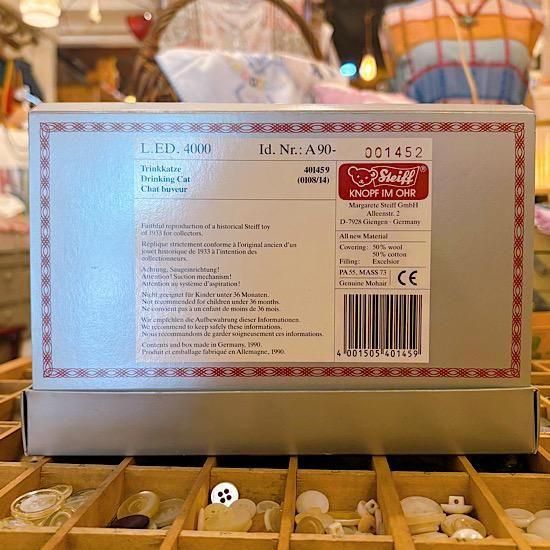 L.ED. 4000 Id. Nr.: A 90- 001452
Trinkkatze 401459
Drinking Cat (0108/14)
Chat buveur
Steiff
KNOPF IM OHR
Margarete Steiff GmbH
Alleenstr. 2
D-7928 Giengen · Germany
Faithful reproduction of a historical Steiff toy
of 1933 for collectors.
Réplique strictement conforme à l'original ancien d'un
jouet historique de 1933 à l'intention des
collectionneurs.
Achtung, Saugeinrichtung!
Attention! Suction mechanism!
Attention au système d'aspiration!
Nicht geeignet für Kinder unter 36 Monaten.
Not recommended for children under 36 months.
Ne convient pas à un enfant de moins de 36 mois.
Wir empfehlen die Aufbewahrung dieser Informationen.
We recommend to keep safely these informations.
Nous recommandons de garder soigneusement ces informations.
Contents and box made in Germany, 1990.
Produit et emballage fabriqué en Allemagne, 1990.
All new Material
Covering: 50% wool
50% cotton
Filling: Excelsior
PA 55, MASS 73
Genuine Mohair
CE
4 001505 401459